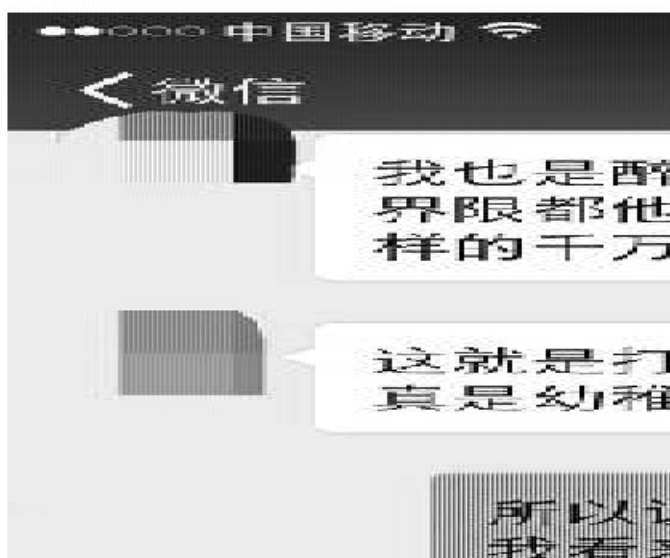 中国移动
微信
我也是醉
界限都他
样的千万
这就是打
真是幼稚
所以说
我看